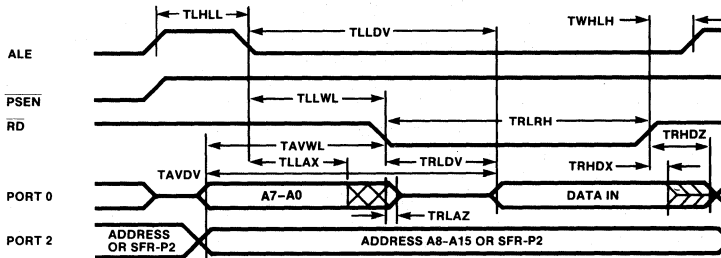 TLHLL
TLLDV
TWHLH
ALE
PSEN
TLLWL
TRLRH
RD
TRHDZ
TAVWL
TAVDV
TLLAX
TRLDV
TRHDX
PORT 0
A7–A0
DATA IN
TRLAZ
PORT 2
ADDRESS
OR SFR-P2
ADDRESS A8–A15 OR SFR-P2